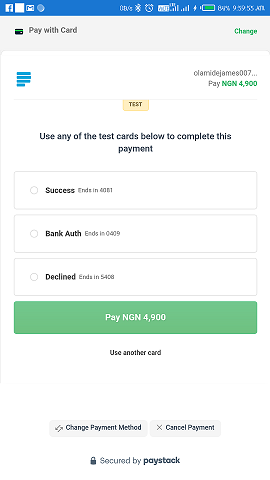 0B/s 84% 9:59:55 AM
Pay with Card Change
olamidejames007...
Pay NGN 4,900
TEST
Use any of the test cards below to complete this
payment
Success Ends in 4081
Bank Auth Ends in 0409
Declined Ends in 5408
Pay NGN 4,900
Use another card
Change Payment Method Cancel Payment
Secured by paystack